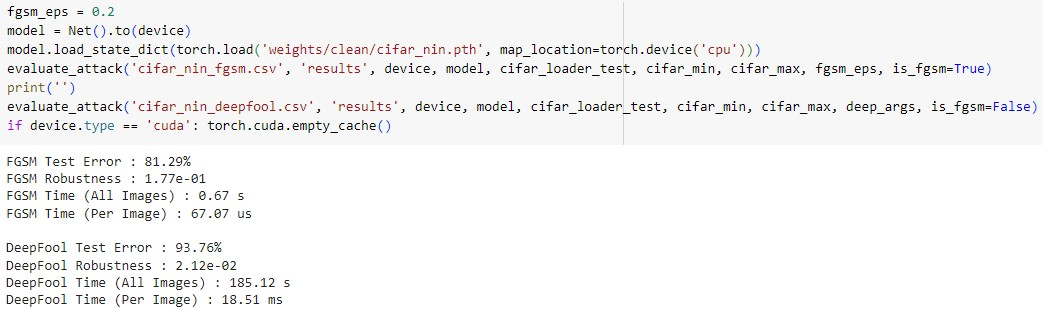 fgsm_eps = 0.2
model = Net().to(device)
model.load_state_dict(torch.load('weights/clean/cifar_nin.pth', map_location=torch.device('cpu')))
evaluate_attack('cifar_nin_fgsm.csv', 'results', device, model, cifar_loader_test, cifar_min, cifar_max, fgsm_eps, is_fgsm=True)
print('')
evaluate_attack('cifar_nin_deepfool.csv', 'results', device, model, cifar_loader_test, cifar_min, cifar_max, deep_args, is_fgsm=False)
if device.type == 'cuda': torch.cuda.empty_cache()
FGSM Test Error : 81.29%
FGSM Robustness : 1.77e-01
FGSM Time (All Images) : 0.67 s
FGSM Time (Per Image) : 67.07 us
DeepFool Test Error : 93.76%
DeepFool Robustness : 2.12e-02
DeepFool Time (All Images) : 185.12 s
DeepFool Time (Per Image) : 18.51 ms